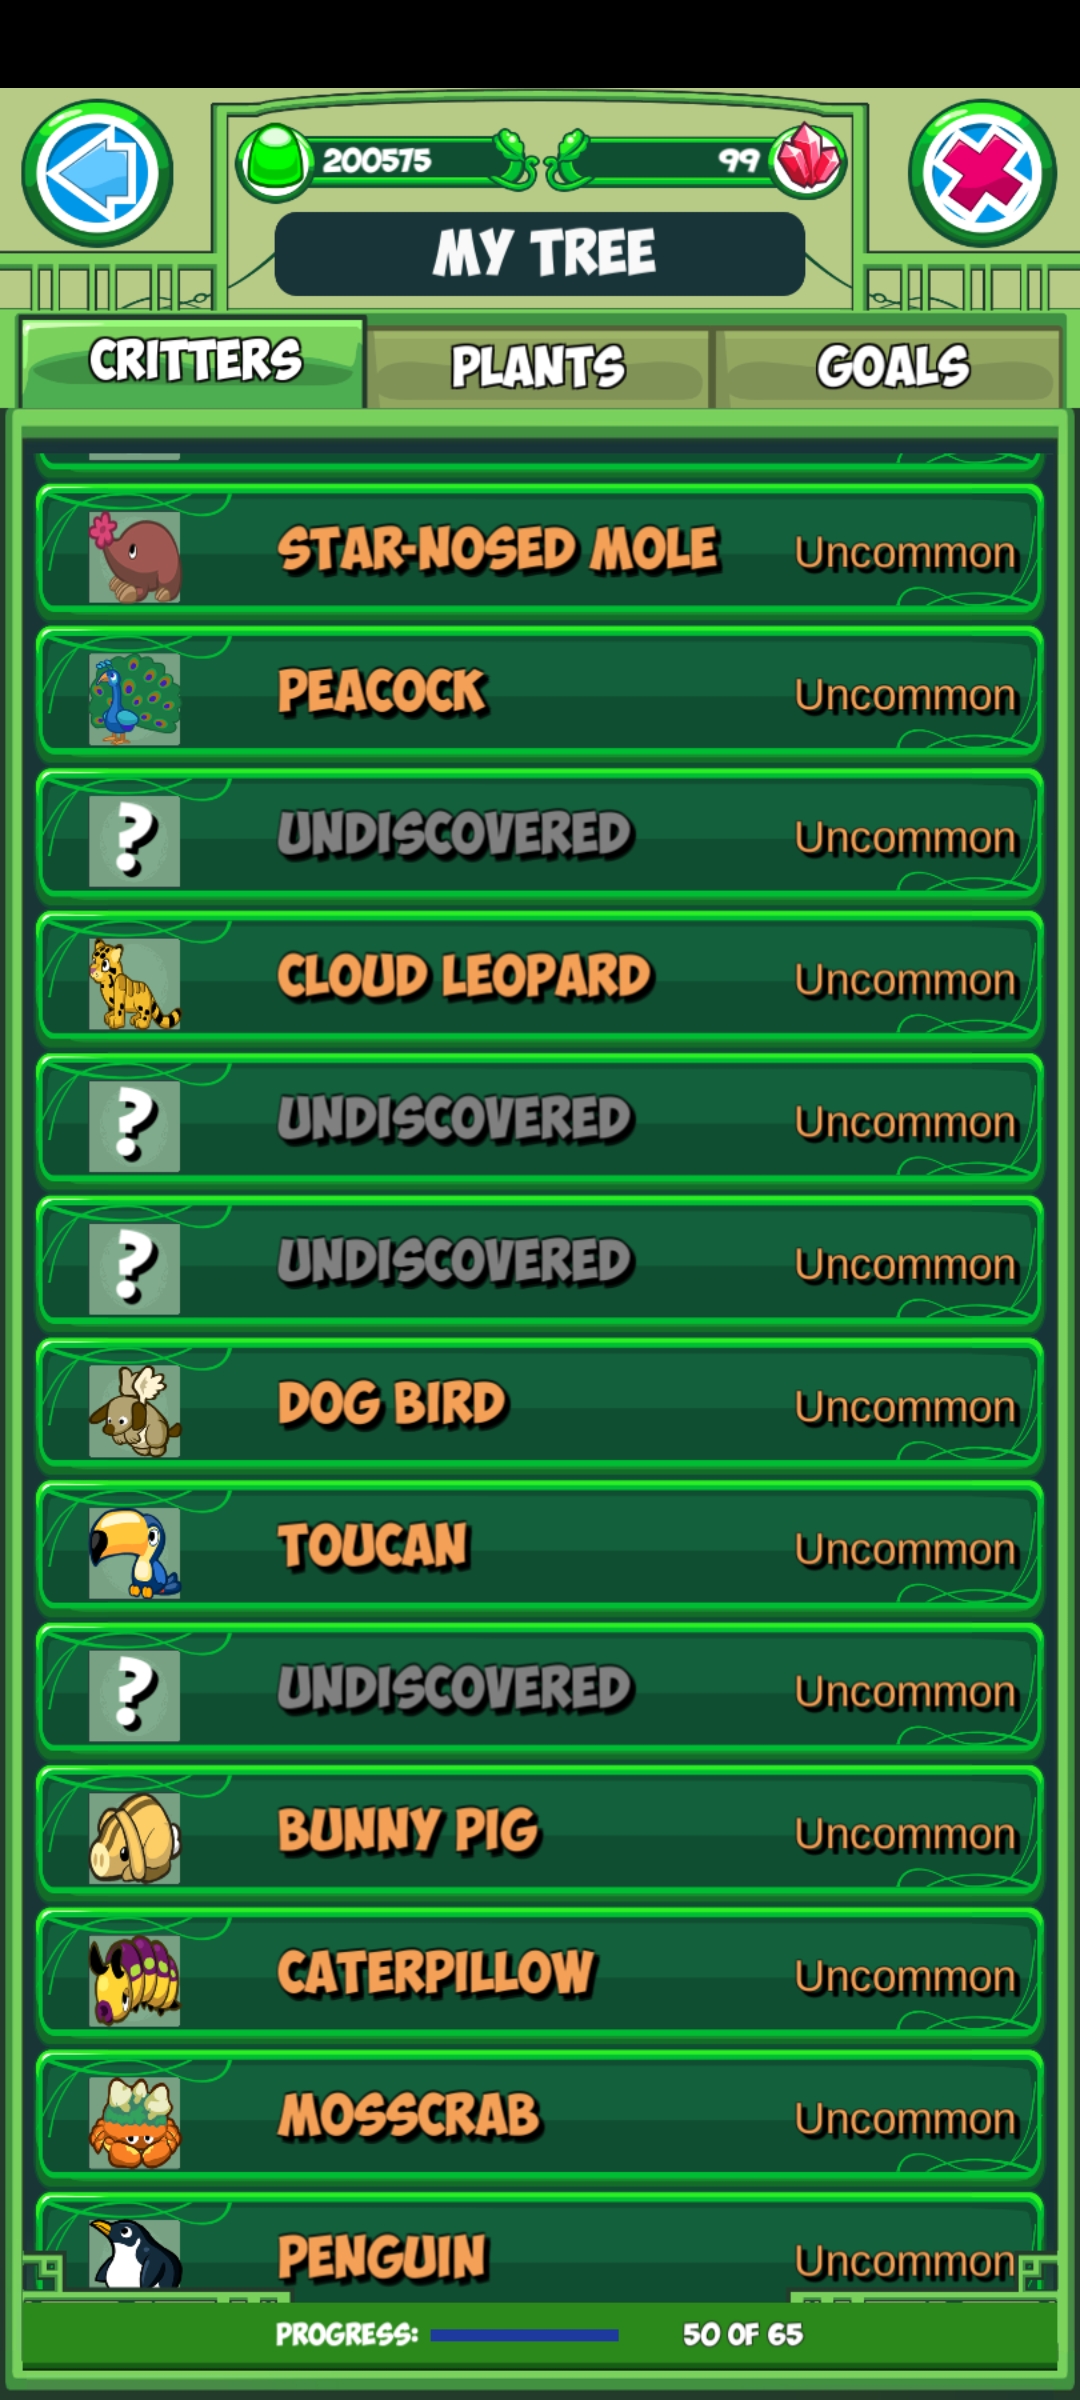 200575
99
MY TREE
CRITTERS
PLANTS
GOALS
STAR-NOSED MOLE Uncommon
PEACOCK Uncommon
? UNDISCOVERED Uncommon
CLOUD LEOPARD Uncommon
? UNDISCOVERED Uncommon
? UNDISCOVERED Uncommon
DOG BIRD Uncommon
TOUCAN Uncommon
? UNDISCOVERED Uncommon
BUNNY PIG Uncommon
CATERPILLOW Uncommon
MOSSCRAB Uncommon
PENGUIN Uncommon
PROGRESS: 50 OF 65